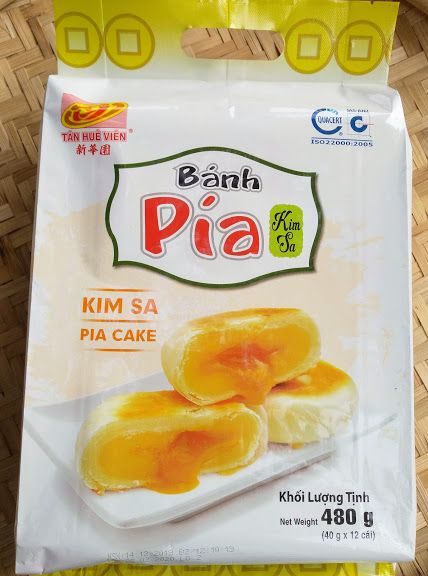 TÂN HUÊ VIÊN®
新華園
QUACERT
C
ISO22000:2005
Bánh
Pía
Kim
Sa
KIM SA
PIA CAKE
Khối Lượng Tịnh
Net Weight 480 g
(40 g x 12 cái)